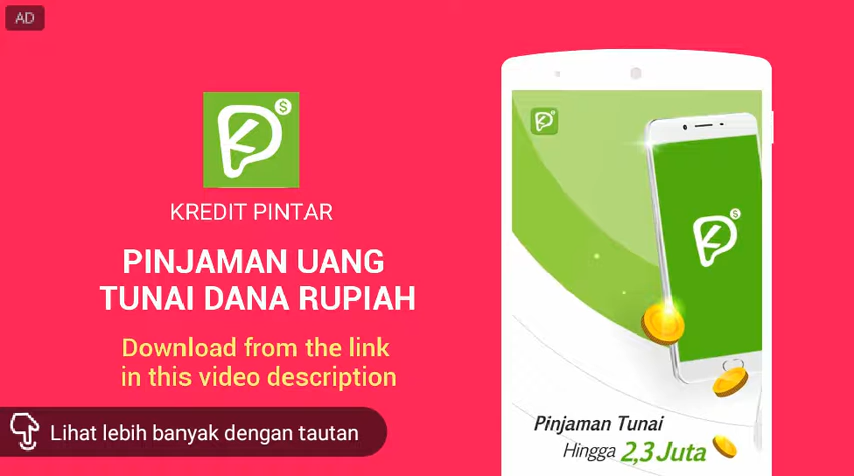 AD
KREDIT PINTAR
PINJAMAN UANG
TUNAI DANA RUPIAH
Download from the link
in this video description
Lihat lebih banyak dengan tautan
Pinjaman Tunai
Hingga 2,3 Juta